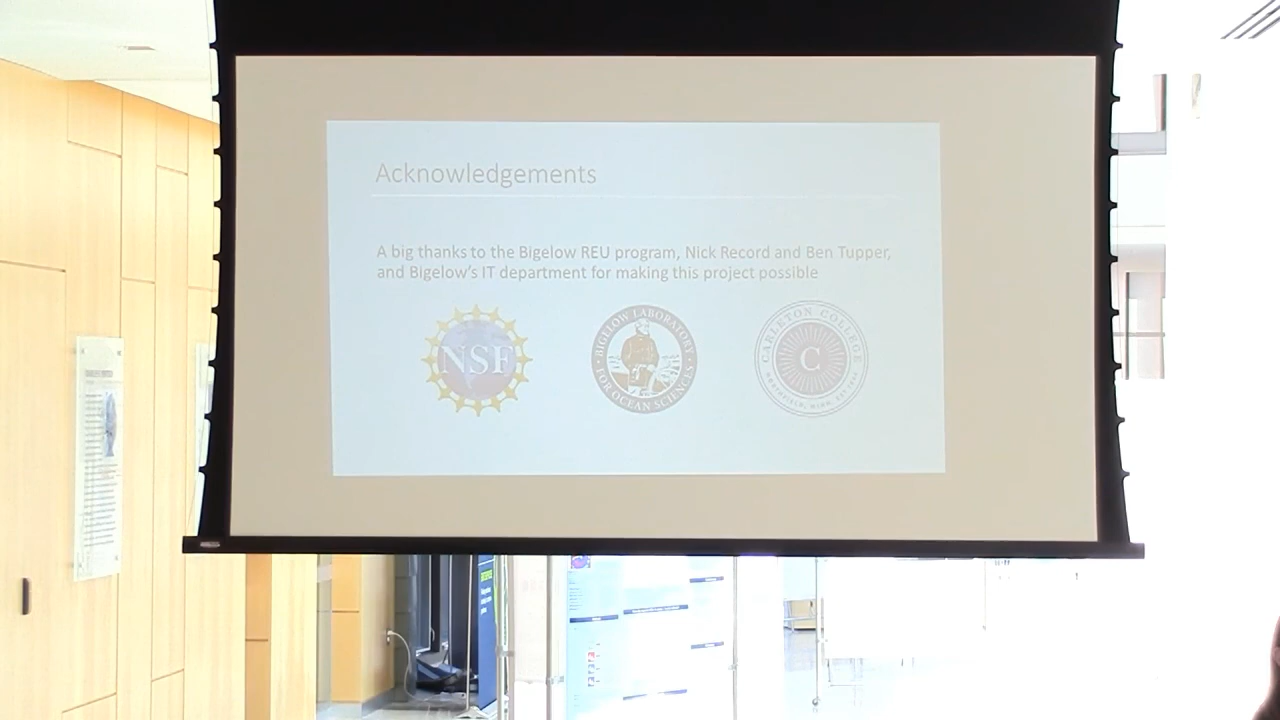 Acknowledgements
A big thanks to the Bigelow REU program, Nick Record and Ben Tupper,
and Bigelow's IT department for making this project possible
NSF
BIGELOW LABORATORY
FOR OCEAN SCIENCES
CARLETON COLLEGE
C